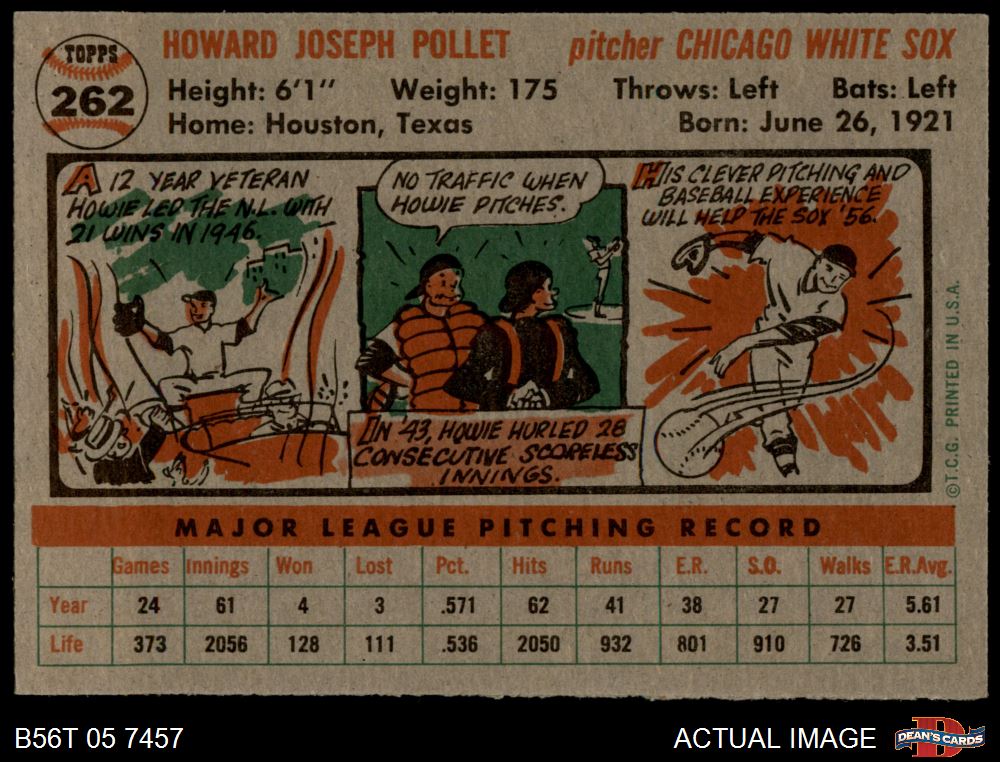 TOPPS
262
HOWARD JOSEPH POLLET pitcher CHICAGO WHITE SOX
Height: 6'1" Weight: 175 Throws: Left Bats: Left
Home: Houston, Texas Born: June 26, 1921
A 12 YEAR VETERAN
HOWIE LED THE N.L. WITH
21 WINS IN 1946.
NO TRAFFIC WHEN
HOWIE PITCHES.
IN '43, HOWIE HURLED 28
CONSECUTIVE SCORELESS
INNINGS.
HIS CLEVER PITCHING AND
BASEBALL EXPERIENCE
WILL HELP THE SOX '56.
©T.C.G. PRINTED IN U.S.A.
MAJOR LEAGUE PITCHING RECORD
Games Innings Won Lost Pct. Hits Runs E.R. S.O. Walks E.R.Avg.
Year 24 61 4 3 .571 62 41 38 27 27 5.61
Life 373 2056 128 111 .536 2050 932 801 910 726 3.51
B56T 05 7457 ACTUAL IMAGE DEAN'S CARDS